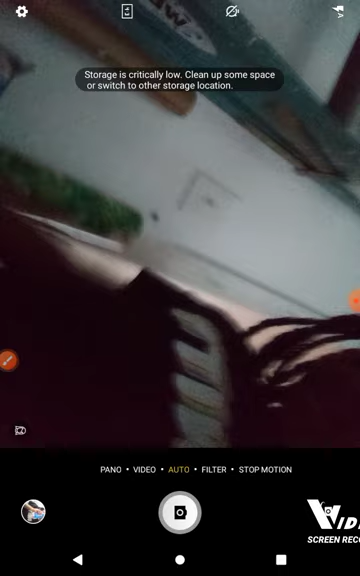 Storage is critically low. Clean up some space
or switch to other storage location.
PANO • VIDEO • AUTO • FILTER • STOP MOTION
SCREEN RECO